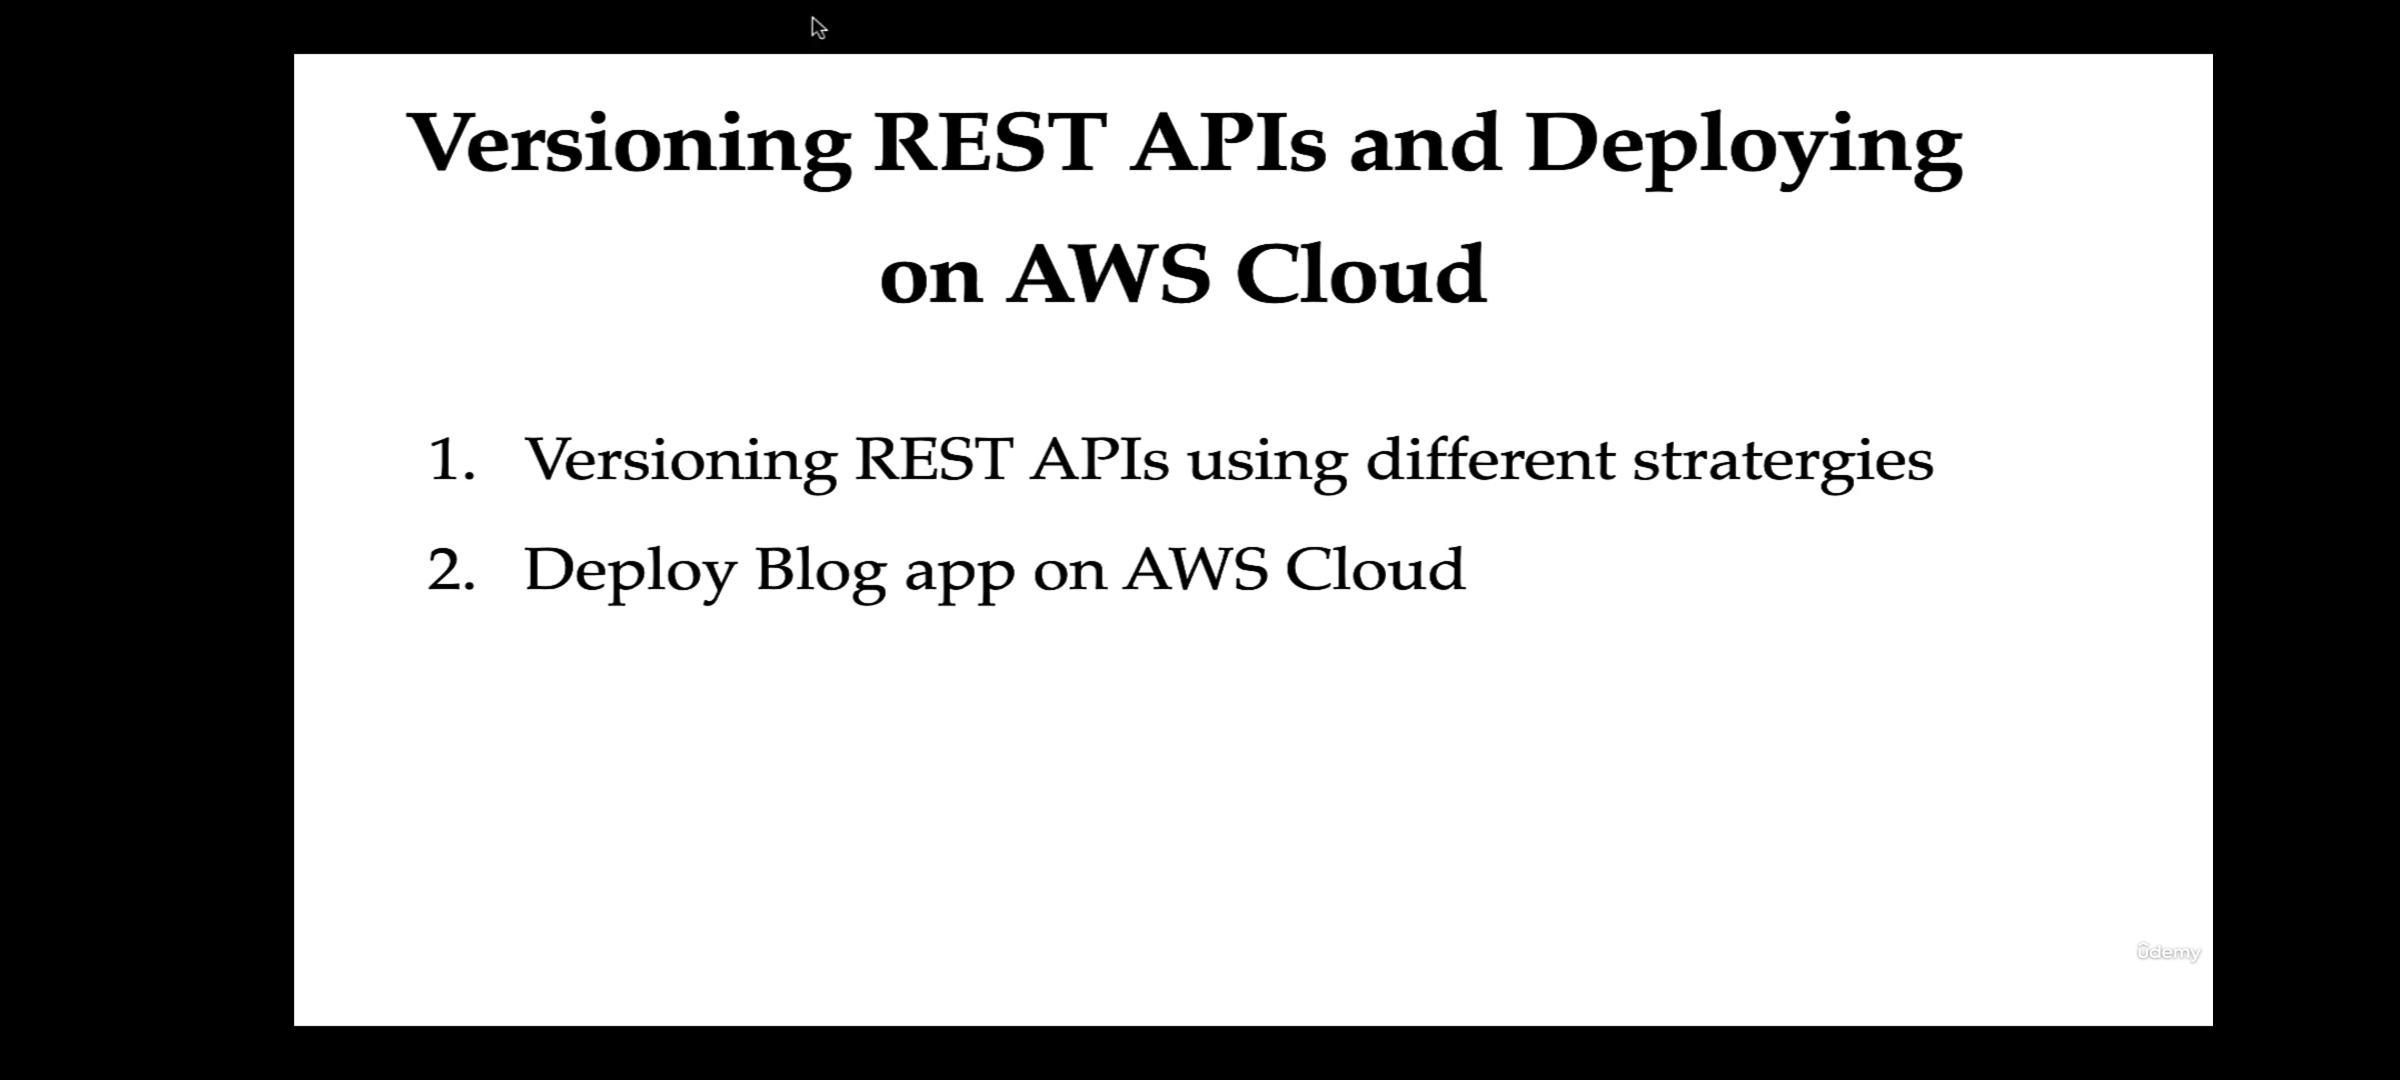 Versioning REST APIs and Deploying
on AWS Cloud
1. Versioning REST APIs using different stratergies
2. Deploy Blog app on AWS Cloud
ûdemy